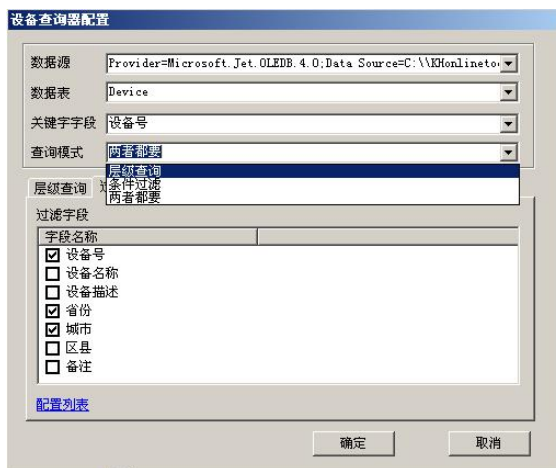 设备查询器配置
数据源 Provider=Microsoft.Jet.OLEDB.4.0;Data Source=C:\\KHonlineto
数据表 Device
关键字字段 设备号
查询模式 两者都要
层级查询
条件过滤
两者都要
层级查询
过滤字段
字段名称
设备号
设备名称
设备描述
省份
城市
区县
备注
配置列表
确定 取消